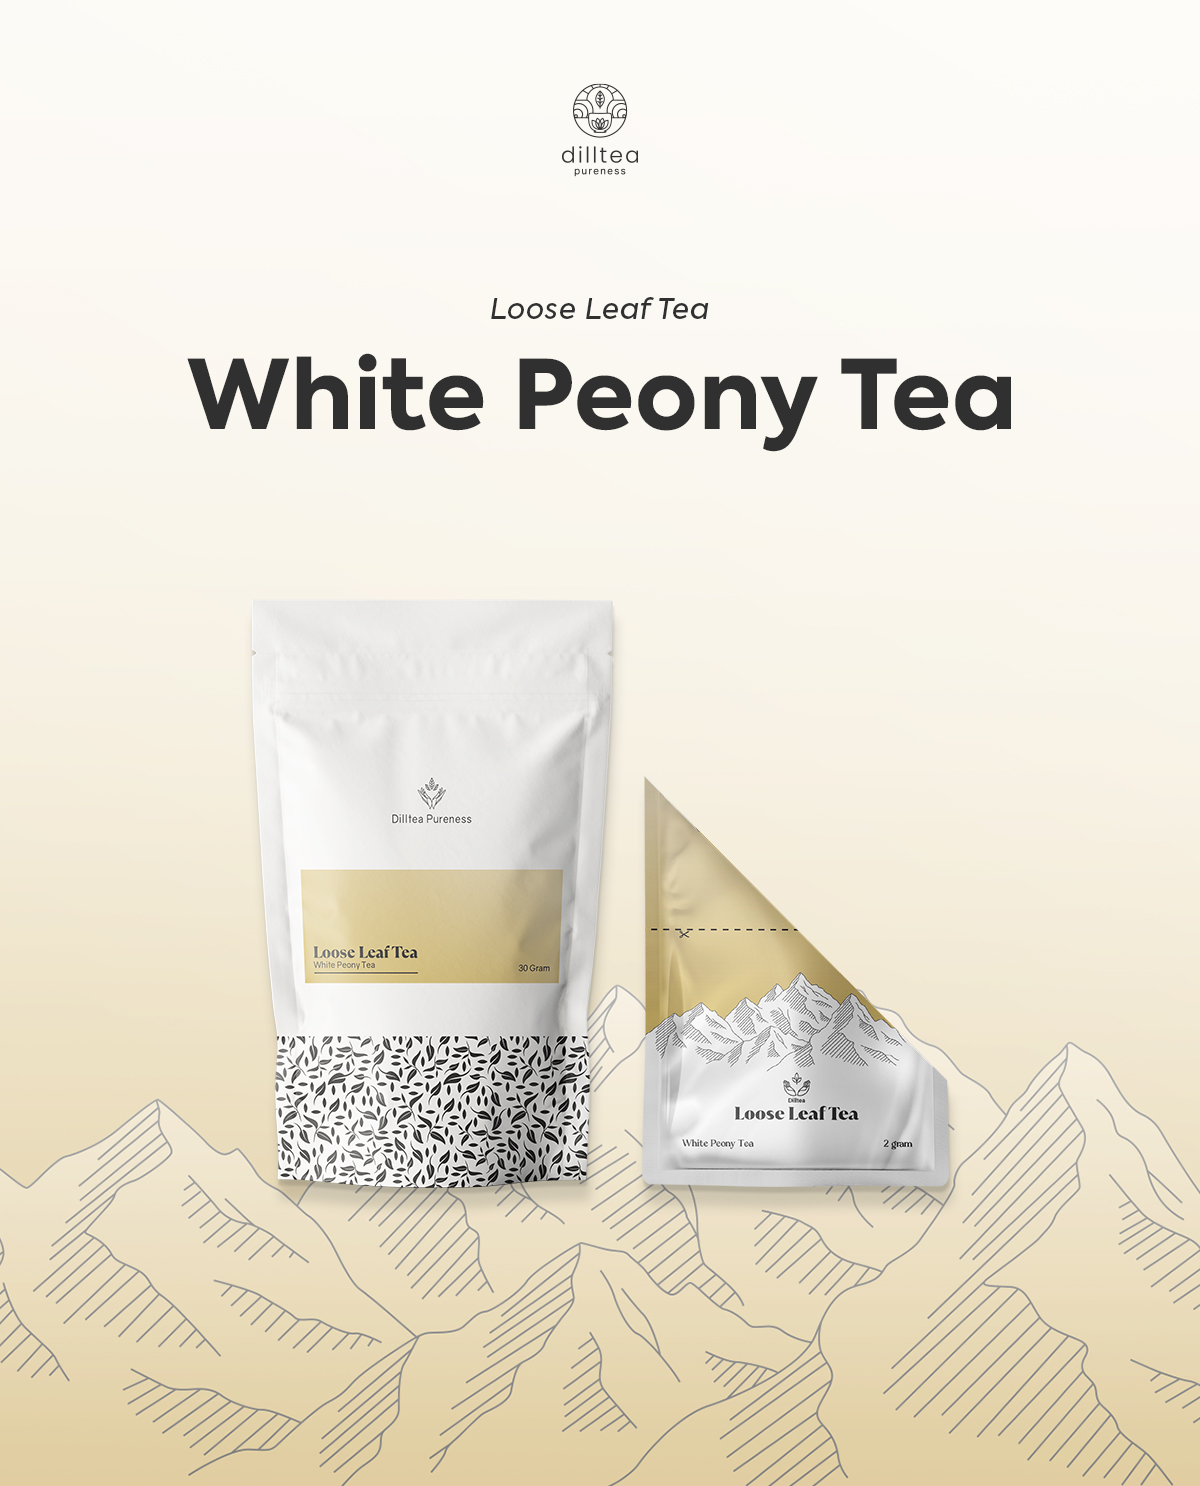 dilltea
pureness
Loose Leaf Tea
White Peony Tea
Dilltea Pureness
Loose Leaf Tea
White Peony Tea
30 Gram
Dilltea
Loose Leaf Tea
White Peony Tea
2 gram